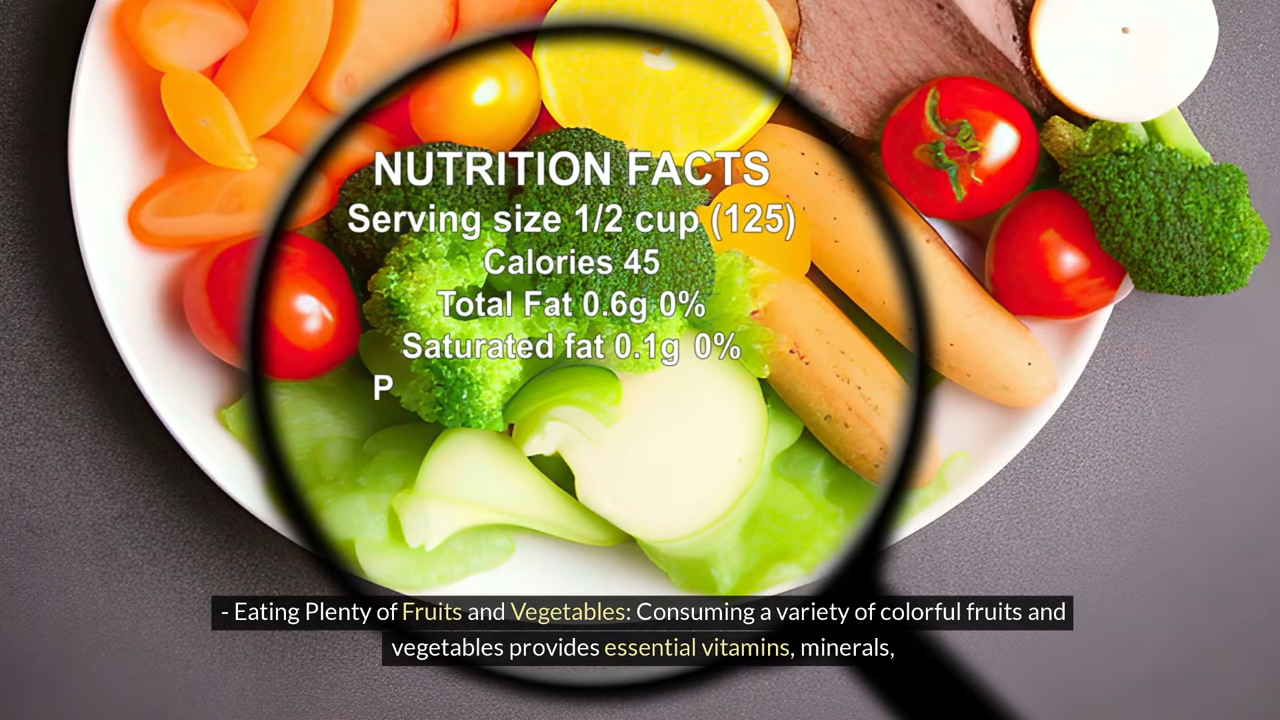 NUTRITION FACTS
Serving size 1/2 cup (125)
Calories 45
Total Fat 0.6g 0%
Saturated fat 0.1g 0%
P
- Eating Plenty of Fruits and Vegetables: Consuming a variety of colorful fruits and
vegetables provides essential vitamins, minerals,